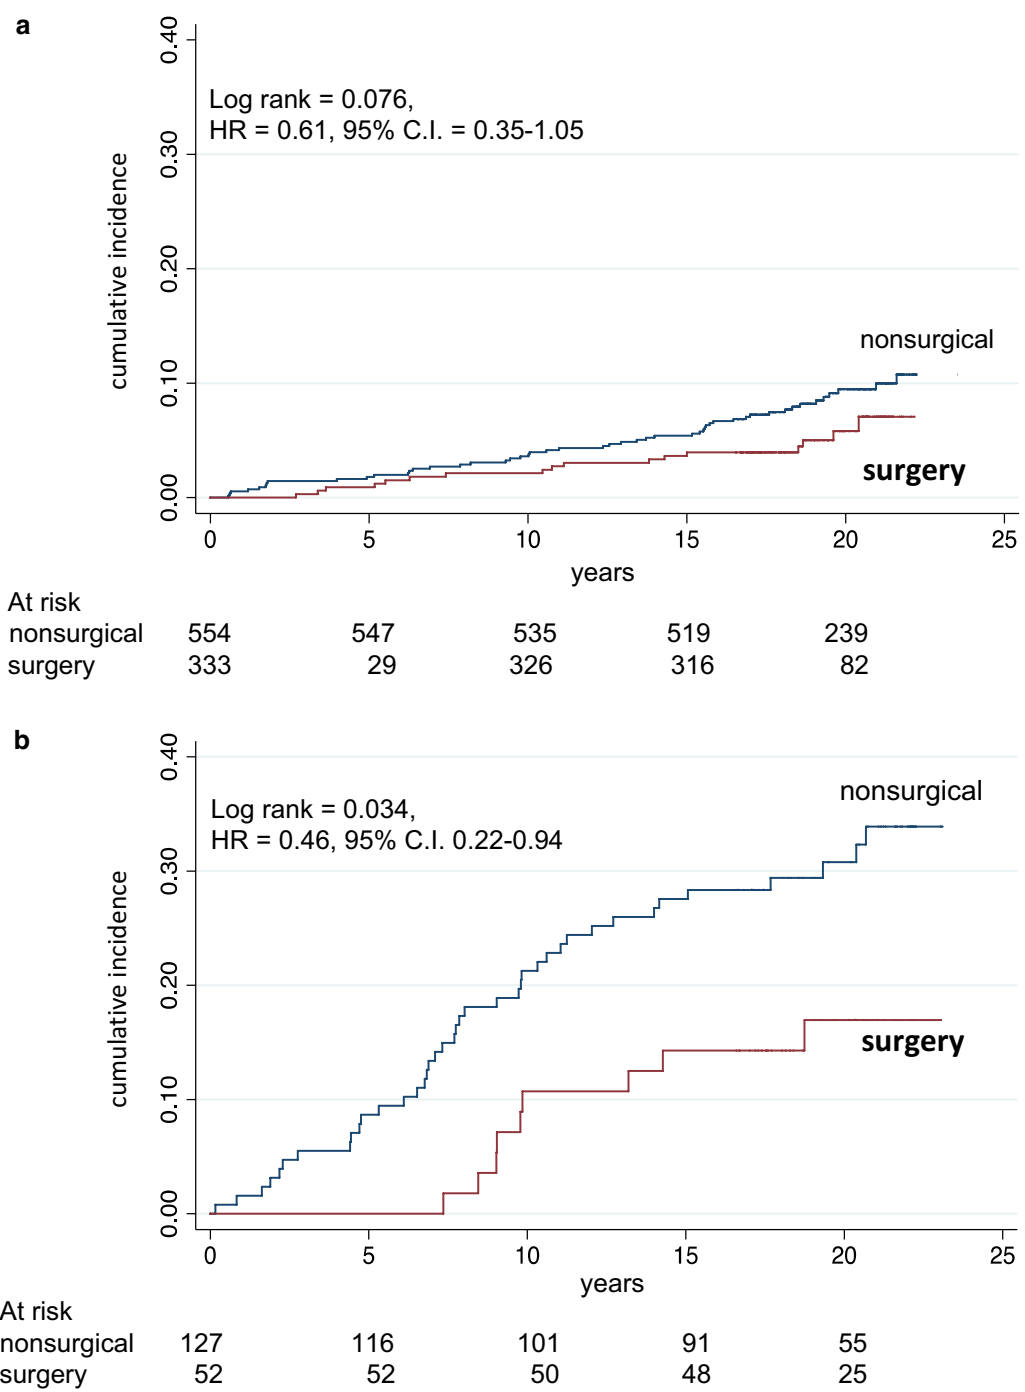 a
0.40
0.30
0.20
0.10
0.00
cumulative incidence
Log rank = 0.076,
HR = 0.61, 95% C.I. = 0.35-1.05
nonsurgical
surgery
0 5 10 15 20 25
years
At risk
nonsurgical 554 547 535 519 239
surgery 333 29 326 316 82
b
0.40
0.30
0.20
0.10
0.00
cumulative incidence
Log rank = 0.034,
HR = 0.46, 95% C.I. 0.22-0.94
nonsurgical
surgery
0 5 10 15 20 25
years
At risk
nonsurgical 127 116 101 91 55
surgery 52 52 50 48 25